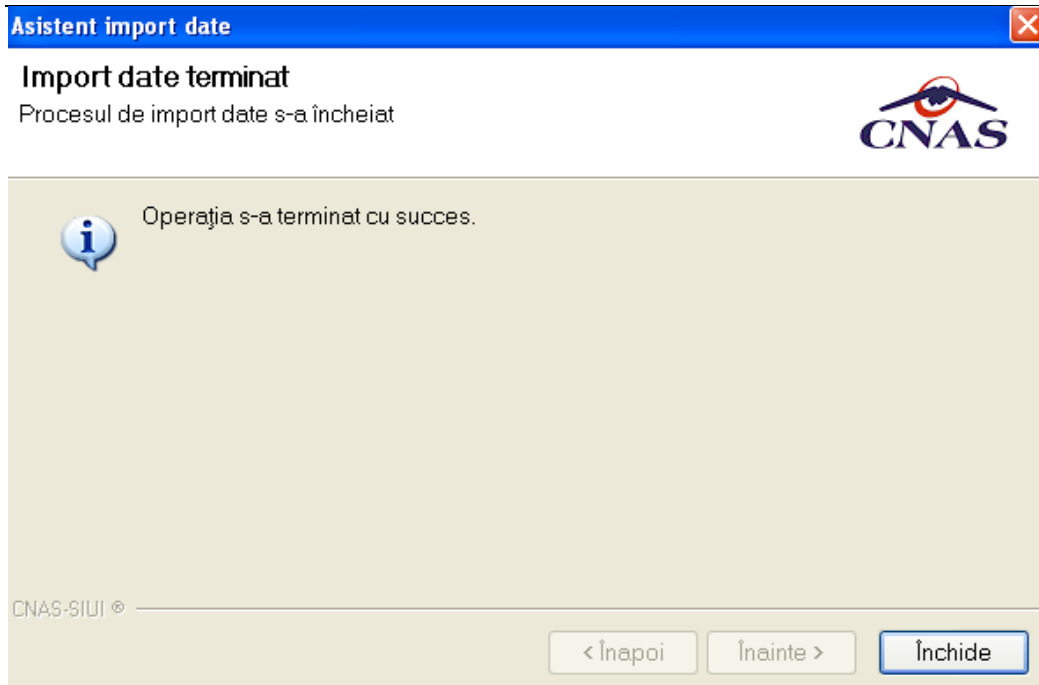 Asistent import date
Import date terminat
Procesul de import date s-a încheiat
CNAS
Operaţia s-a terminat cu succes.
CNAS-SIUI ®
< Înapoi
Înainte >
Închide